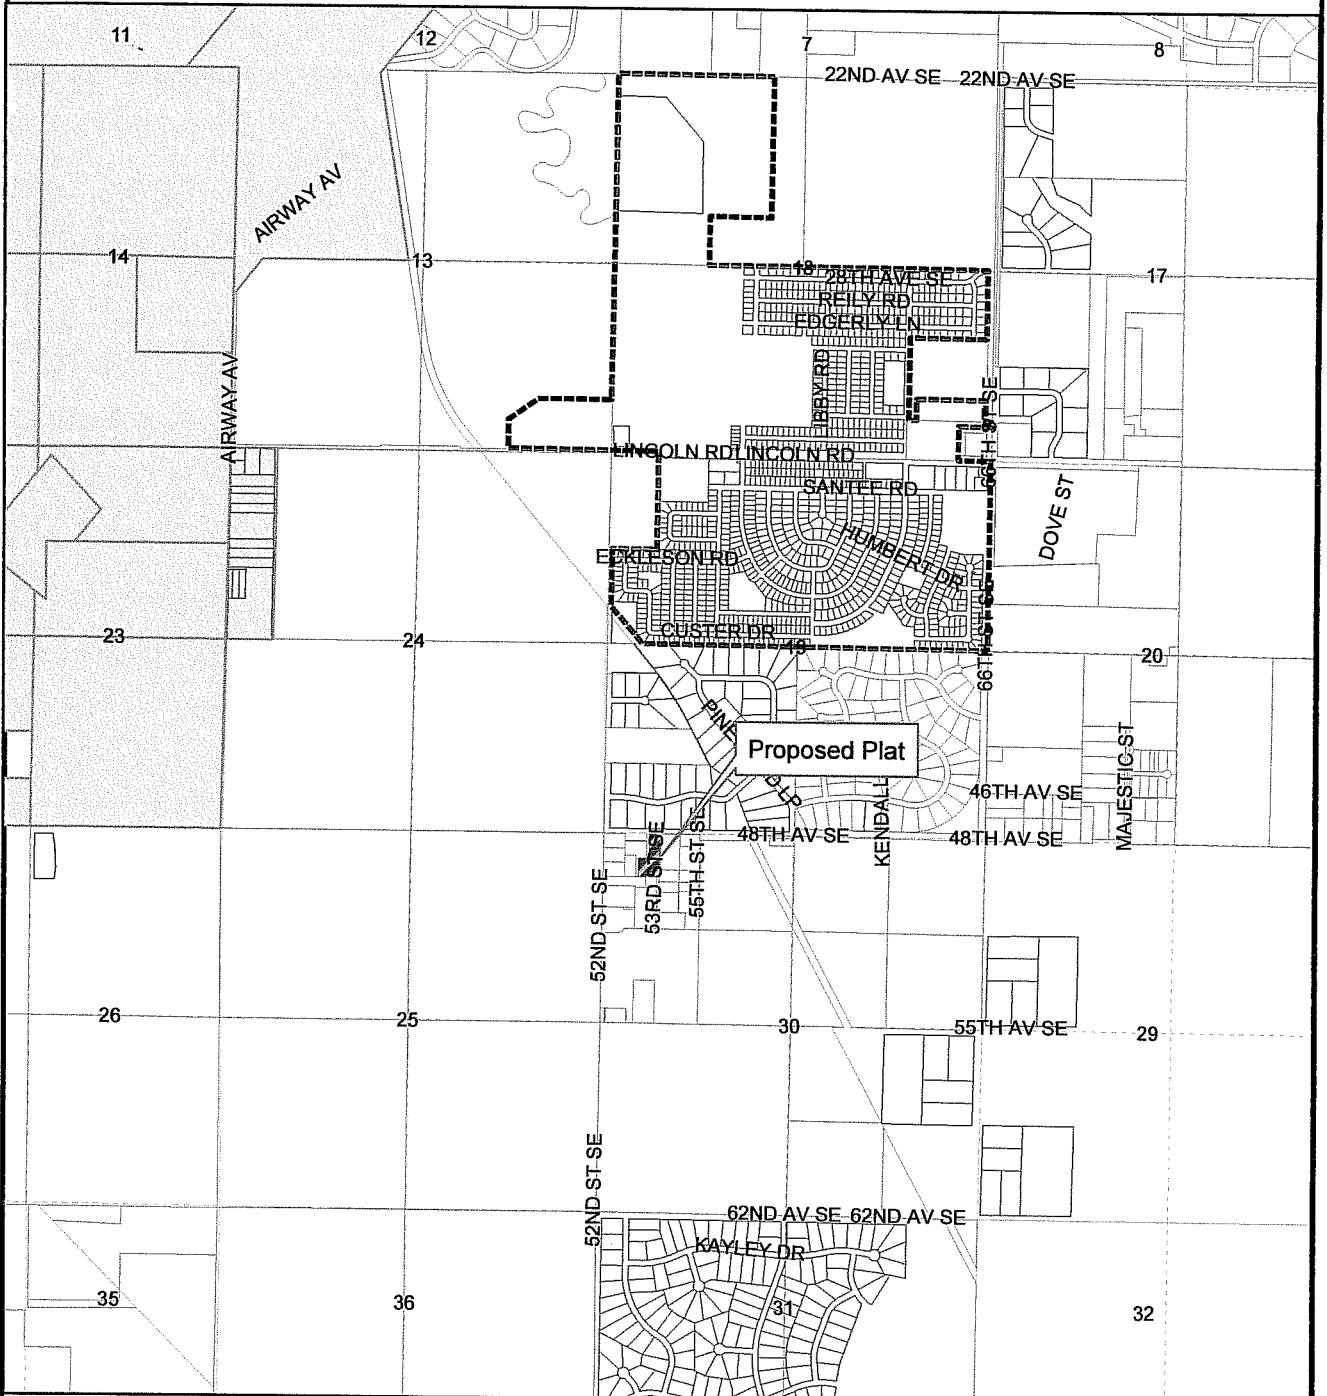 11
12
7
8
22ND AV SE
22ND AV SE
AIRWAY AV
14
13
18
17
28TH AVE SE
REILY RD
EDGERLY LN
IBBY RD
AIRWAY AV
66TH ST SE
LINCOLN RD
LINCOLN RD
SANTEE RD
DOVE ST
HUMBERT DR
ECKLESON RD
23
24
CUSTER DR
19
66TH ST SE
20
Proposed Plat
KENDALL
46TH AV SE
MAJESTIC ST
48TH AV SE
48TH AV SE
53RD ST SE
55TH ST SE
52ND ST SE
26
25
30
55TH AV SE
29
52ND ST SE
62ND AV SE
62ND AV SE
KAYLEY DR
35
36
31
32